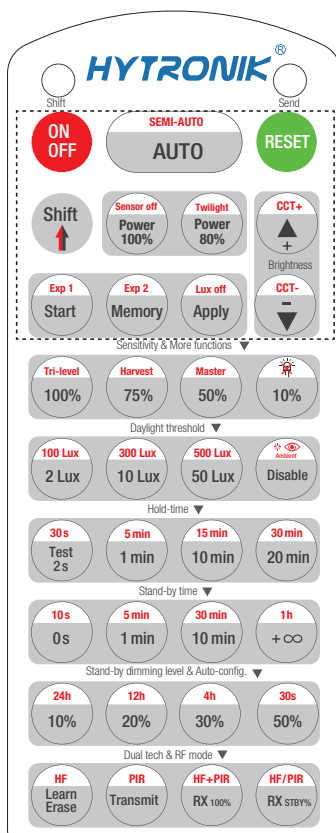 HYTRONIK®
Shift
Send
ON
OFF
SEMI-AUTO
AUTO
RESET
Shift
Sensor off
Power
100%
Twilight
Power
80%
CCT+
+
Brightness
CCT-
-
Exp 1
Start
Exp 2
Memory
Lux off
Apply
Sensitivity & More functions ▼
Tri-level
100%
Harvest
75%
Master
50%
10%
Daylight threshold ▼
100 Lux
2 Lux
300 Lux
10 Lux
500 Lux
50 Lux
Ambient
Disable
Hold-time ▼
30s
Test
2s
5 min
1 min
15 min
10 min
30 min
20 min
Stand-by time ▼
10s
0s
5 min
1 min
30 min
10 min
1h
+∞
Stand-by dimming level & Auto-config. ▼
24h
10%
12h
20%
4h
30%
30s
50%
Dual tech & RF mode ▼
HF
Learn
Erase
PIR
Transmit
HF+PIR
RX 100%
HF/PIR
RX STBY%